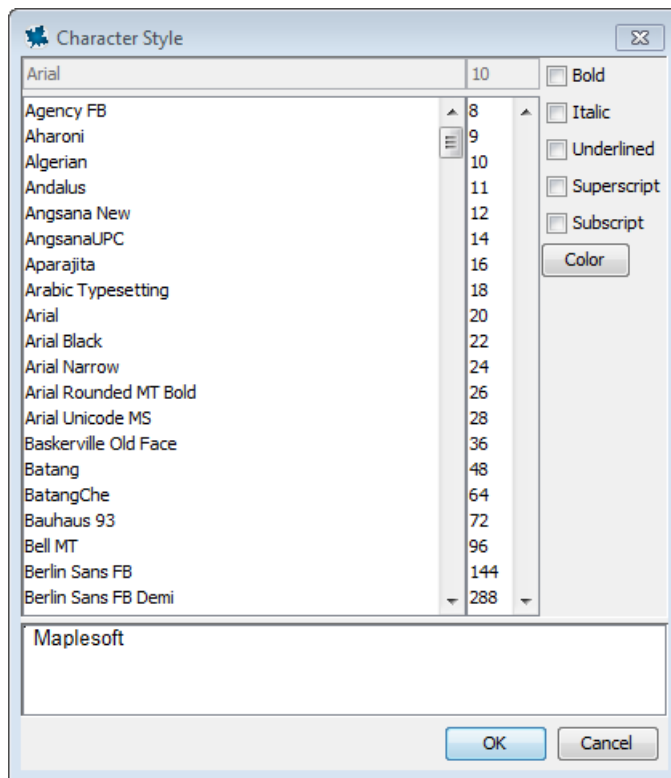 Character Style
Arial 10
Bold
Italic
Underlined
Superscript
Subscript
Color
Agency FB 8
Aharoni 9
Algerian 10
Andalus 11
Angsana New 12
AngsanaUPC 14
Aparajita 16
Arabic Typesetting 18
Arial 20
Arial Black 22
Arial Narrow 24
Arial Rounded MT Bold 26
Arial Unicode MS 28
Baskerville Old Face 36
Batang 48
BatangChe 64
Bauhaus 93 72
Bell MT 96
Berlin Sans FB 144
Berlin Sans FB Demi 288
Maplesoft
OK Cancel